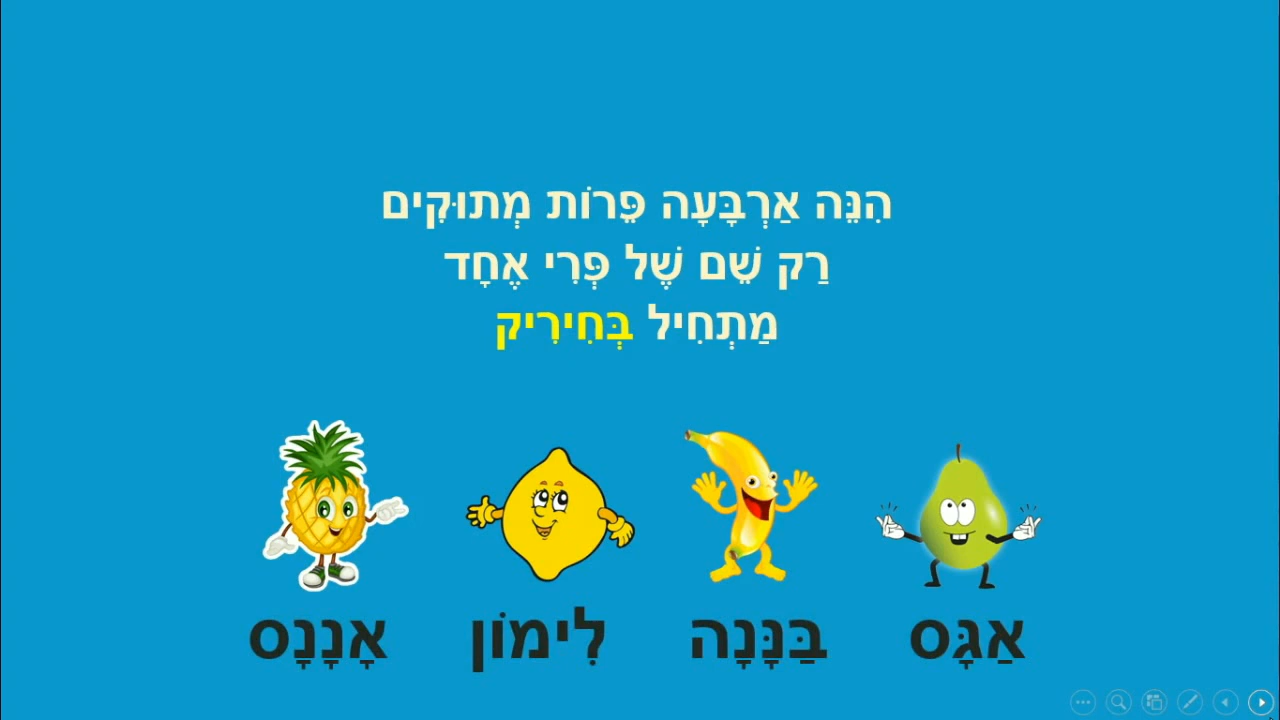 הִנֵּה אַרְבָּעָה פֵּרוֹת מְתוּקִים
רַק שֵׁם שֶׁל פְּרִי אֶחָד
מַתְחִיל בְּחִירִיק
אַגָּס בַּנָּנָה לִימוֹן אָנָנָס